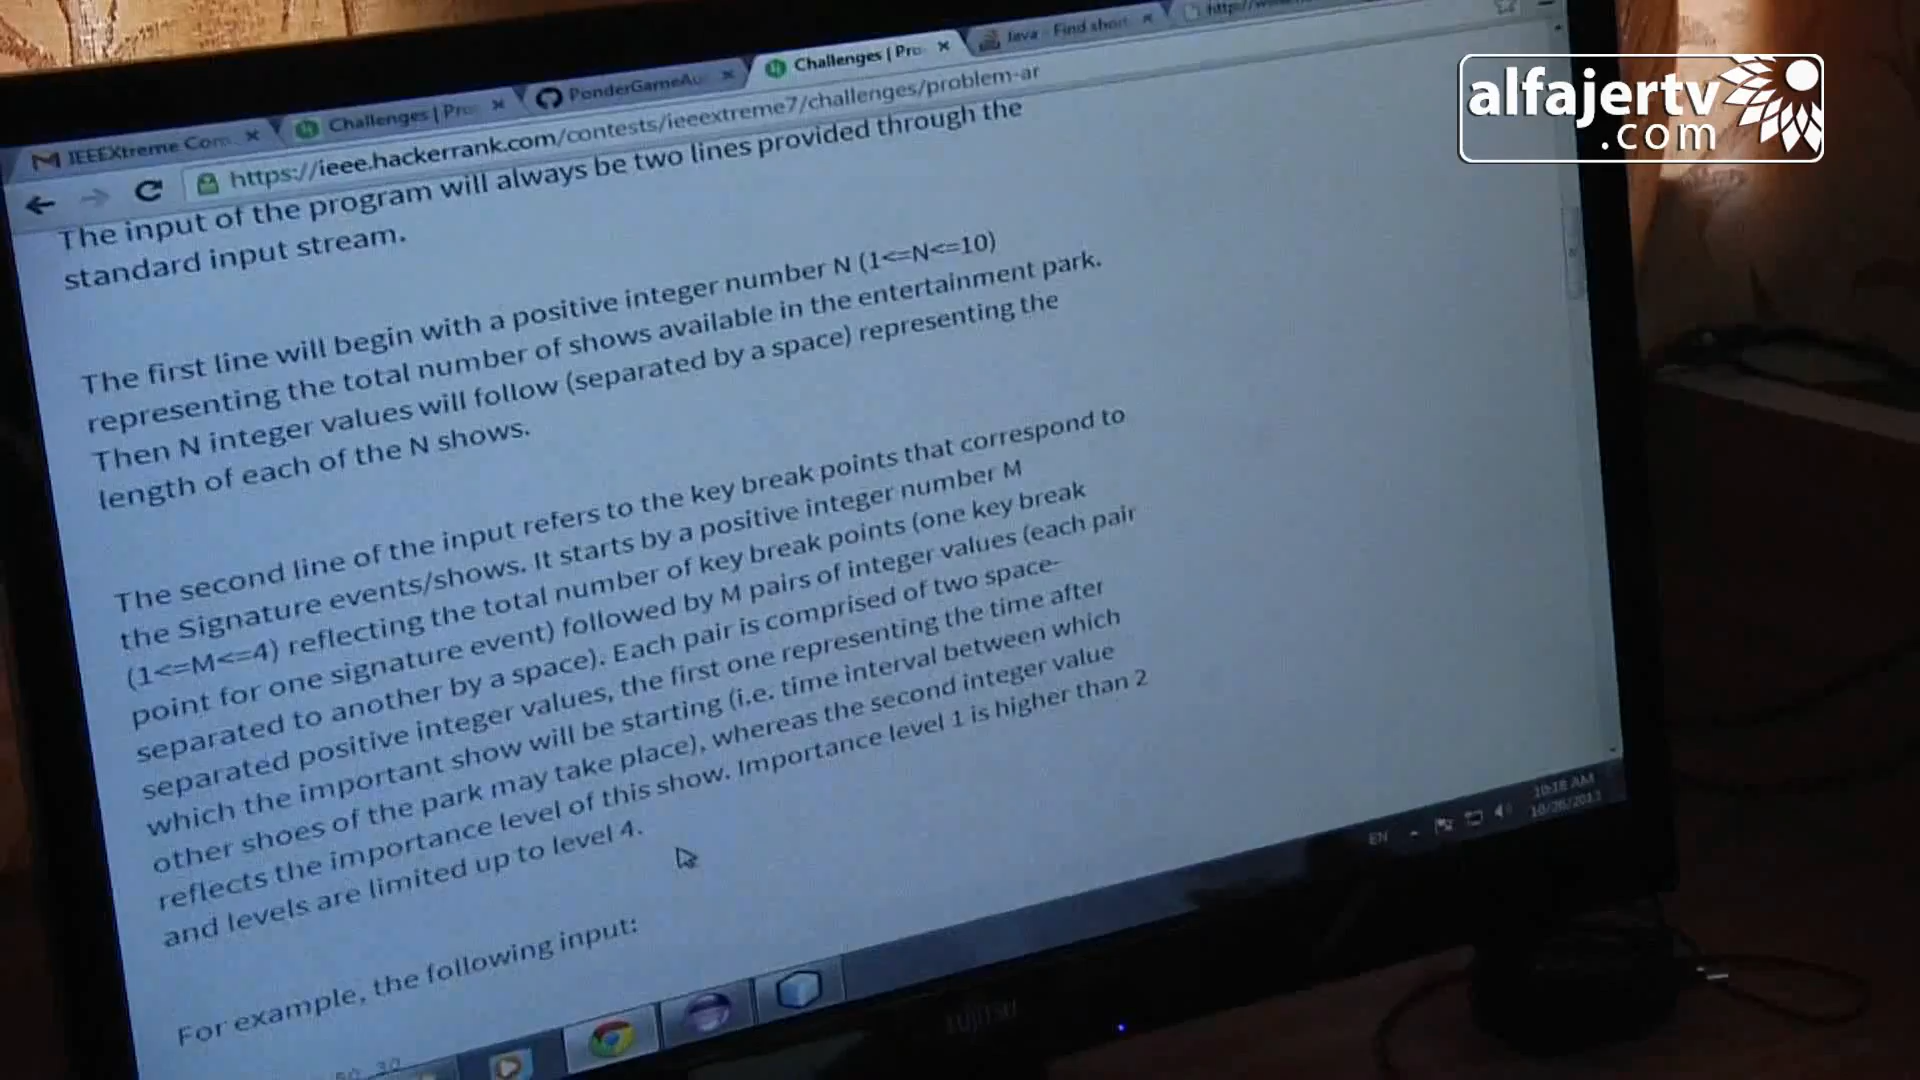 IEEEXtreme Com
Challenges | Pro
PonderGameAu
Challenges | Pro
Java - Find short
https://ieee.hackerrank.com/contests/ieeextreme7/challenges/problem-ar
The input of the program will always be two lines provided through the
standard input stream.
The first line will begin with a positive integer number N (1<=N<=10)
representing the total number of shows available in the entertainment park.
Then N integer values will follow (separated by a space) representing the
length of each of the N shows.
The second line of the input refers to the key break points that correspond to
the Signature events/shows. It starts by a positive integer number M
(1<=M<=4) reflecting the total number of key break points (one key break
point for one signature event) followed by M pairs of integer values (each pair
separated to another by a space). Each pair is comprised of two space-
separated positive integer values, the first one representing the time after
which the important show will be starting (i.e. time interval between which
other shoes of the park may take place), whereas the second integer value
reflects the importance level of this show. Importance level 1 is higher than 2
and levels are limited up to level 4.
For example, the following input:
EN
10:18 AM
10/26/2013
FUJITSU
alfajertv
.com